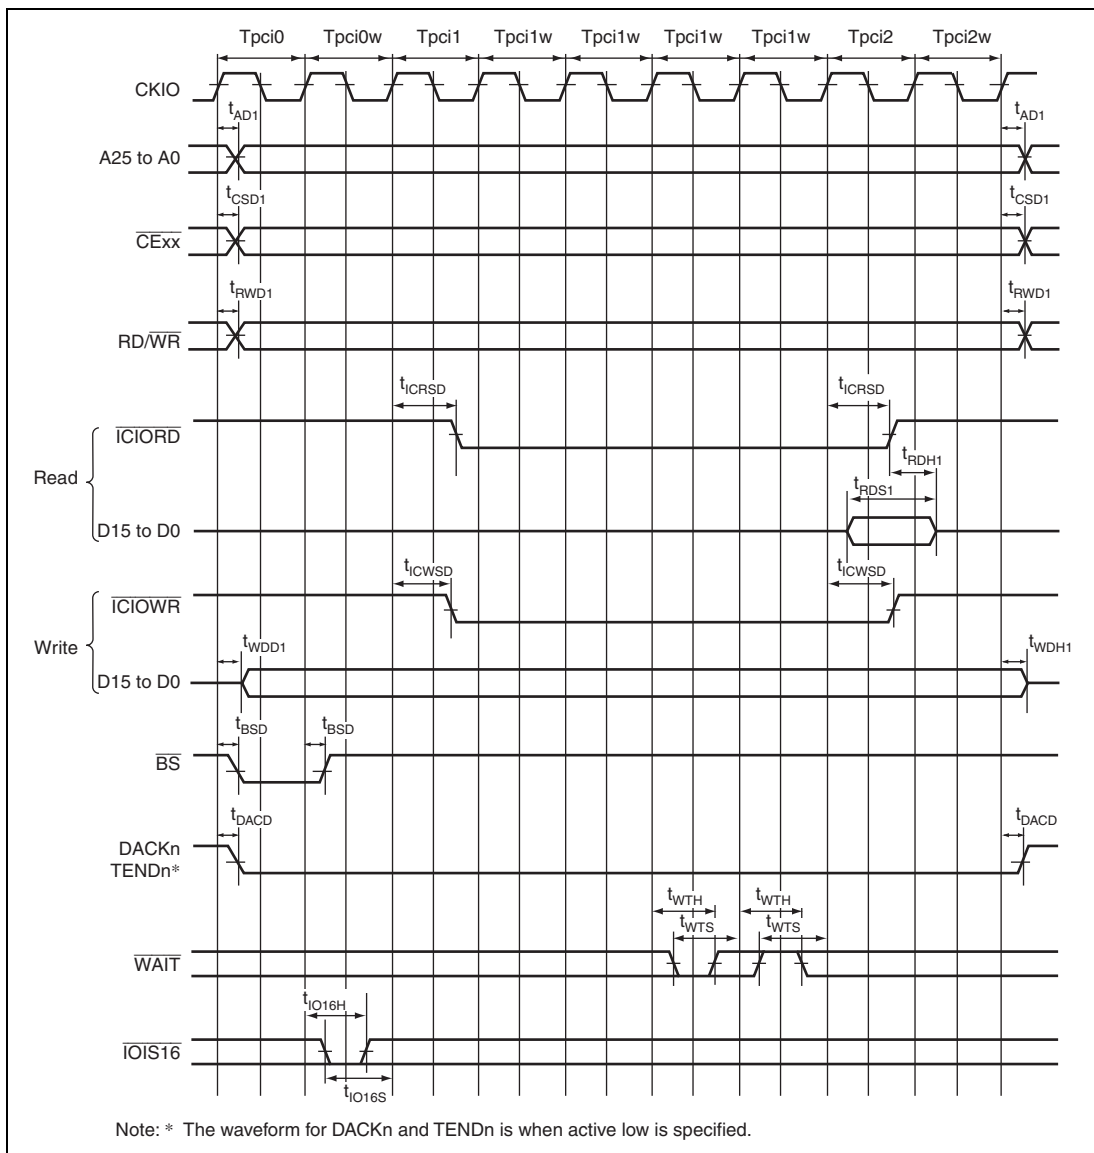 Tpci0 Tpci0w Tpci1 Tpci1w Tpci1w Tpci1w Tpci1w Tpci2 Tpci2w
CKIO
tAD1 tAD1
A25 to A0
tCSD1 tCSD1
CExx
tRWD1 tRWD1
RD/WR
tICRSD tICRSD
ICIORD
tRDH1
Read
tRDS1
D15 to D0
tICWSD tICWSD
ICIOWR
Write
tWDD1 tWDH1
D15 to D0
tBSD tBSD
BS
tDACD tDACD
DACKn
TENDn*
tWTH tWTH
tWTS tWTS
WAIT
tIO16H
IOIS16
tIO16S
Note: * The waveform for DACKn and TENDn is when active low is specified.